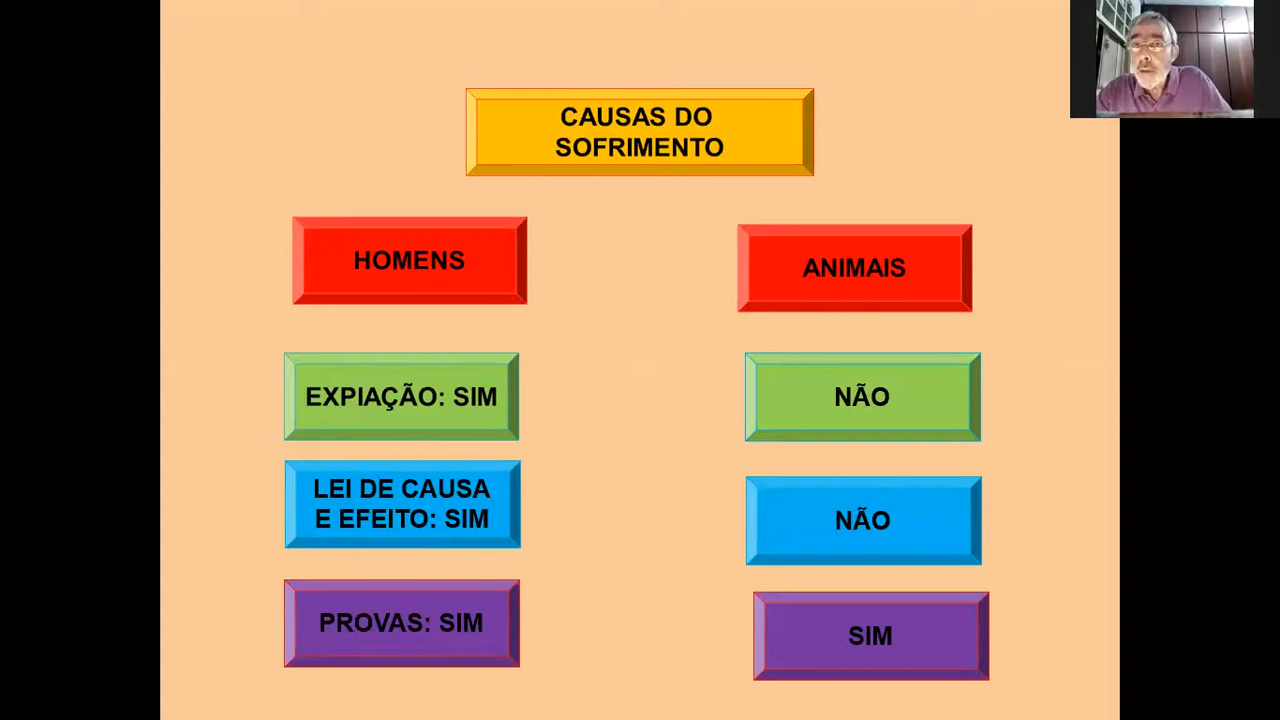 CAUSAS DO
SOFRIMENTO
HOMENS
ANIMAIS
EXPIAÇÃO: SIM
NÃO
LEI DE CAUSA
E EFEITO: SIM
NÃO
PROVAS: SIM
SIM